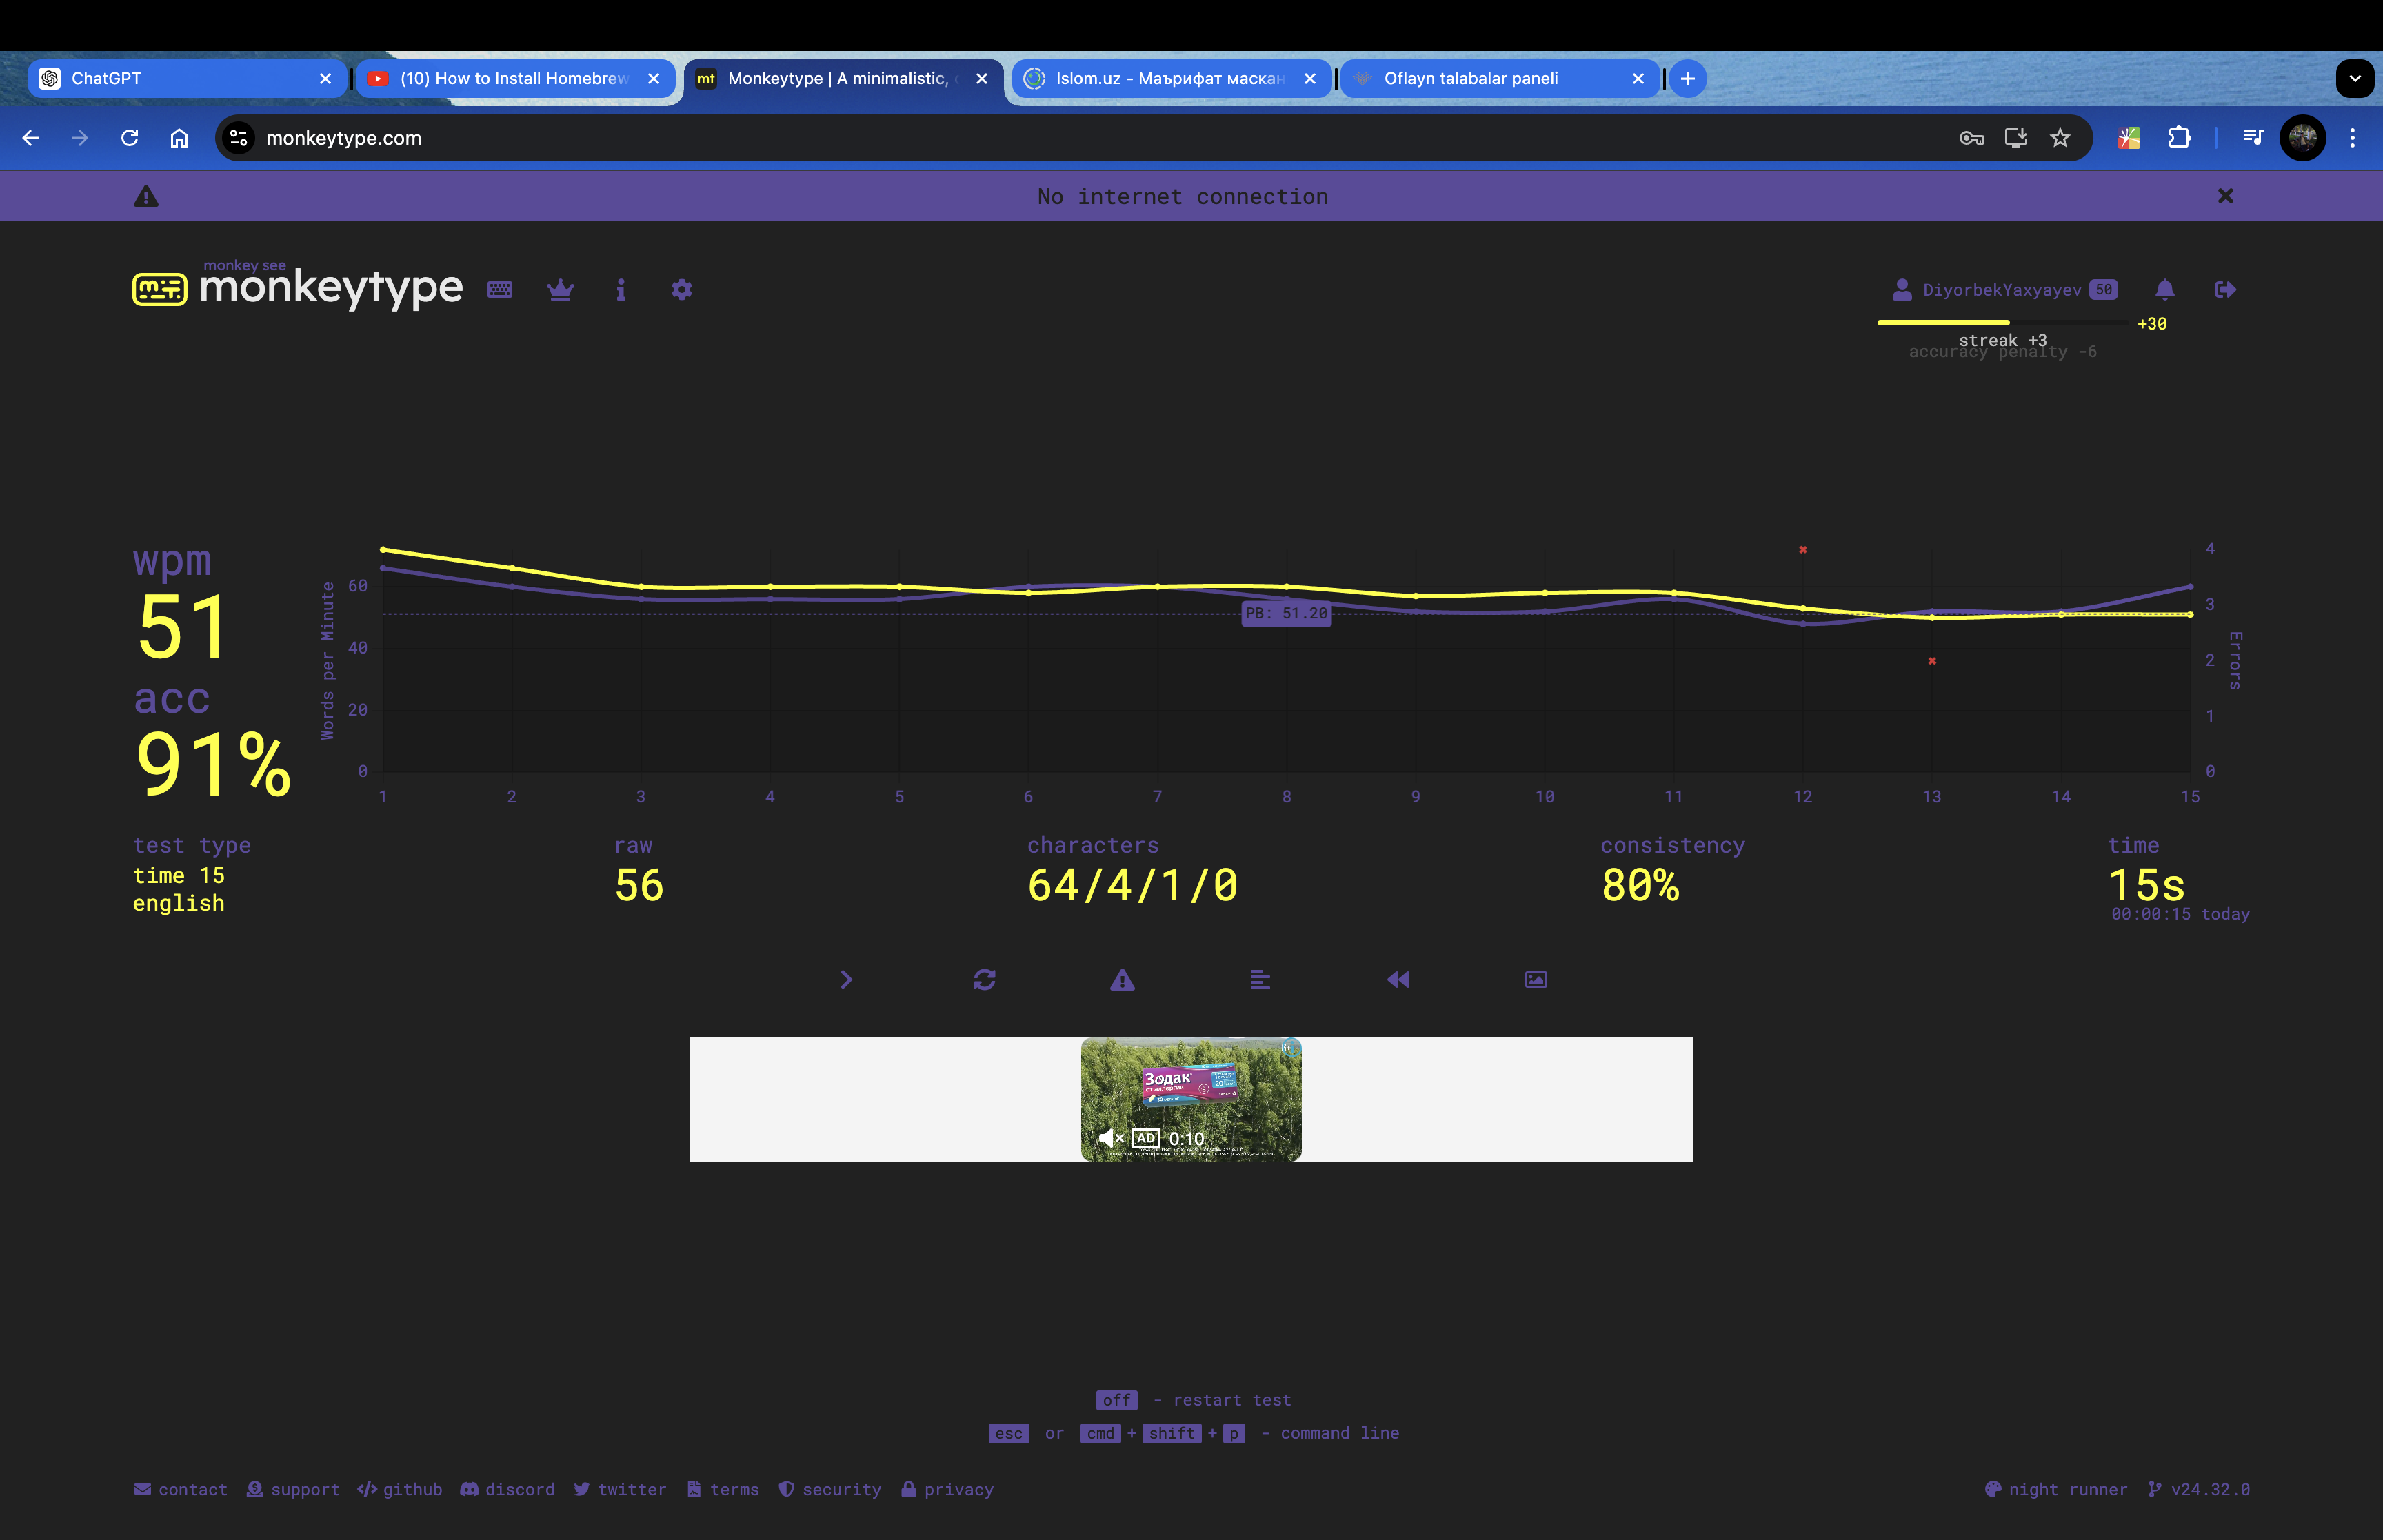 ChatGPT
(10) How to Install Homebrew
Monkeytype | A minimalistic,
Islom.uz - Маърифат маскан
Oflayn talabalar paneli
monkeytype.com
No internet connection
monkey see
monkeytype
DiyorbekYaxyayev 50
+30
streak +3
accuracy penalty -6
wpm
51
acc
91%
Words per Minute
60
40
20
0
PB: 51.20
4
3
2
1
0
Errors
1 2 3 4 5 6 7 8 9 10 11 12 13 14 15
test type
time 15
english
raw
56
characters
64/4/1/0
consistency
80%
time
15s
00:00:15 today
Зодак
от аллергии
AD 0:10
off - restart test
esc or cmd + shift + p - command line
contact support github discord twitter terms security privacy
night runner v24.32.0